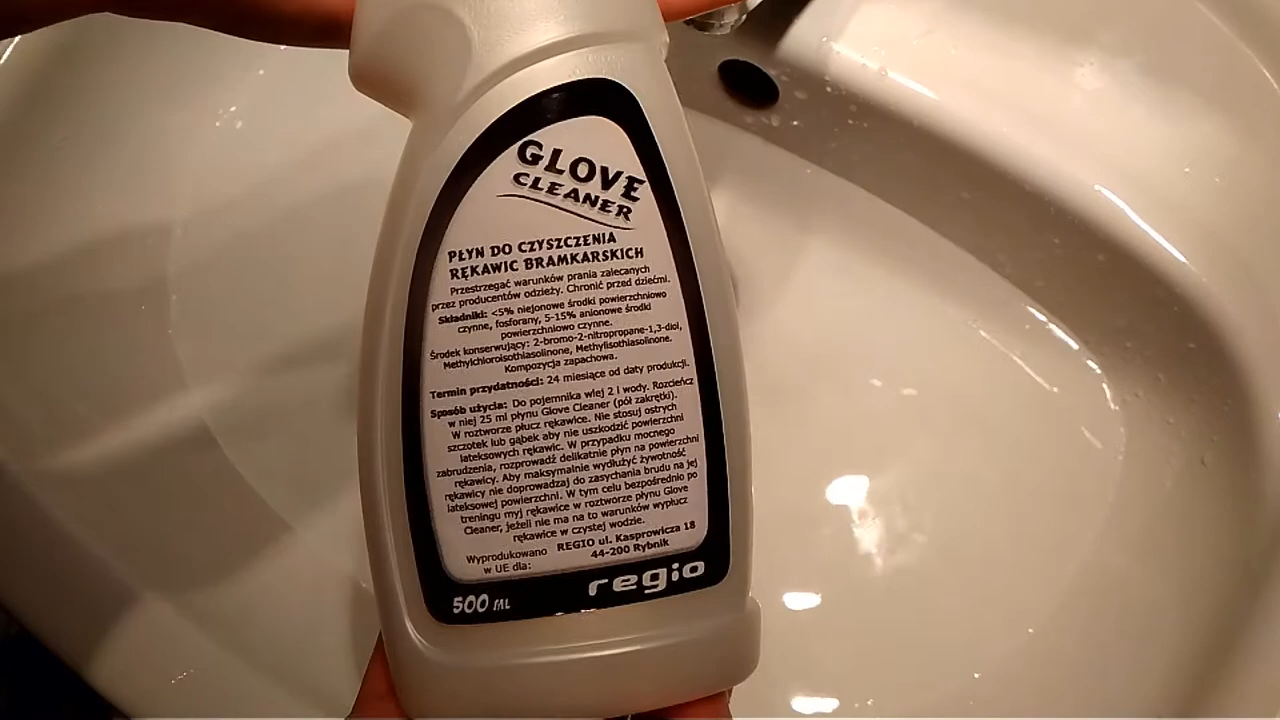 GLOVE
CLEANER
PŁYN DO CZYSZCZENIA
RĘKAWIC BRAMKARSKICH
Przestrzegać warunków prania zalecanych
przez producentów odzieży. Chronić przed dziećmi.
Składniki: <5% niejonowe środki powierzchniowo
czynne, fosforany, 5-15% anionowe środki
powierzchniowo czynne.
Środek konserwujący: 2-bromo-2-nitropropane-1,3-diol,
Methylchloroisothiasolinone, Methylisothiasolinone.
Kompozycja zapachowa.
Termin przydatności: 24 miesiące od daty produkcji.
Sposób użycia: Do pojemnika wlej 2 l wody. Rozcieńcz
w niej 25 ml płynu Glove Cleaner (pół zakrętki).
W roztworze płucz rękawice. Nie stosuj ostrych
szczotek lub gąbek aby nie uszkodzić powierzchni
lateksowych rękawic. W przypadku mocnego
zabrudzenia, rozprowadź delikatnie płyn na powierzchni
rękawicy. Aby maksymalnie wydłużyć żywotność
rękawicy nie doprowadzaj do zasychania brudu na jej
lateksowej powierzchni. W tym celu bezpośrednio po
treningu myj rękawice w roztworze płynu Glove
Cleaner, jeżeli nie ma na to warunków wypłucz
rękawice w czystej wodzie.
Wyprodukowano REGIO ul. Kasprowicza 18
w UE dla: 44-200 Rybnik
500 ML regio